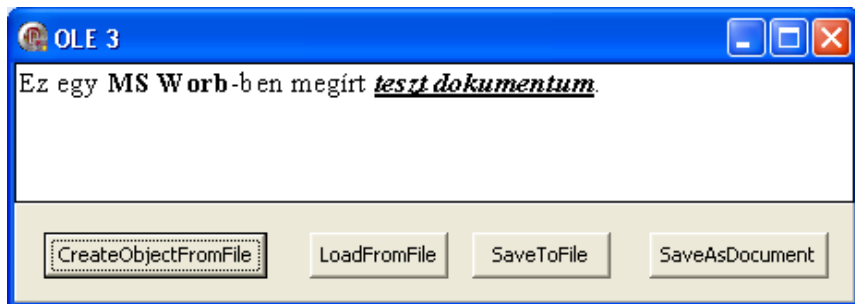 OLE 3
Ez egy MS Worb-ben megírt teszt dokumentum.
CreateObjectFromFile LoadFromFile SaveToFile SaveAsDocument